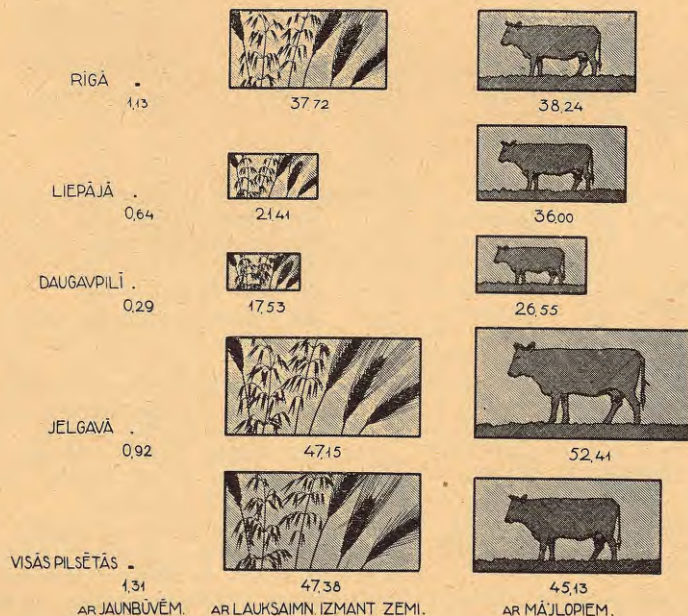 RĪGĀ
1,13 37,72 38,24
LIEPĀJĀ
0,64 21,41 36,00
DAUGAVPILĪ
0,29 17,53 26,55
JELGAVĀ
0,92 47,15 52,41
VISĀS PILSĒTĀS
1,31 47,38 45,13
AR JAUNBŪVĒM. AR LAUKSAIMN. IZMANT ZEMI. AR MĀJLOPIEM.